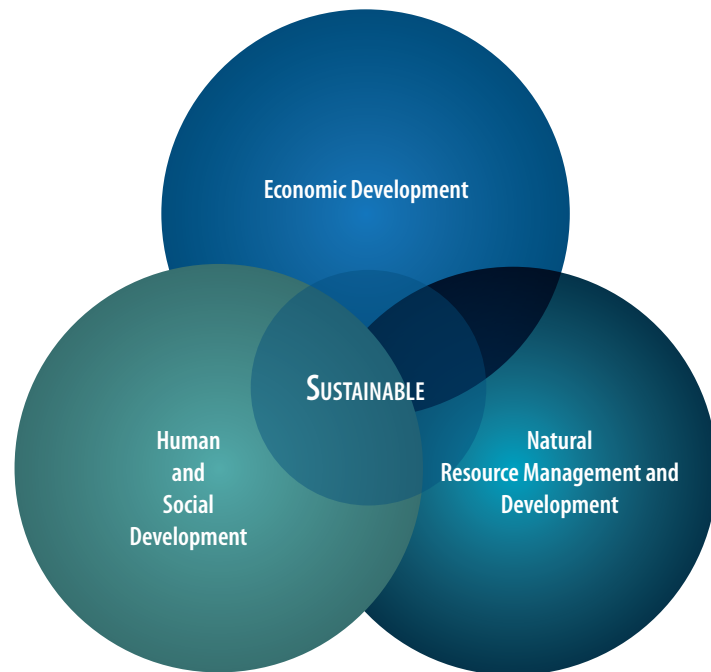 Economic Development
SUSTAINABLE
Human
and
Social
Development
Natural
Resource Management and
Development